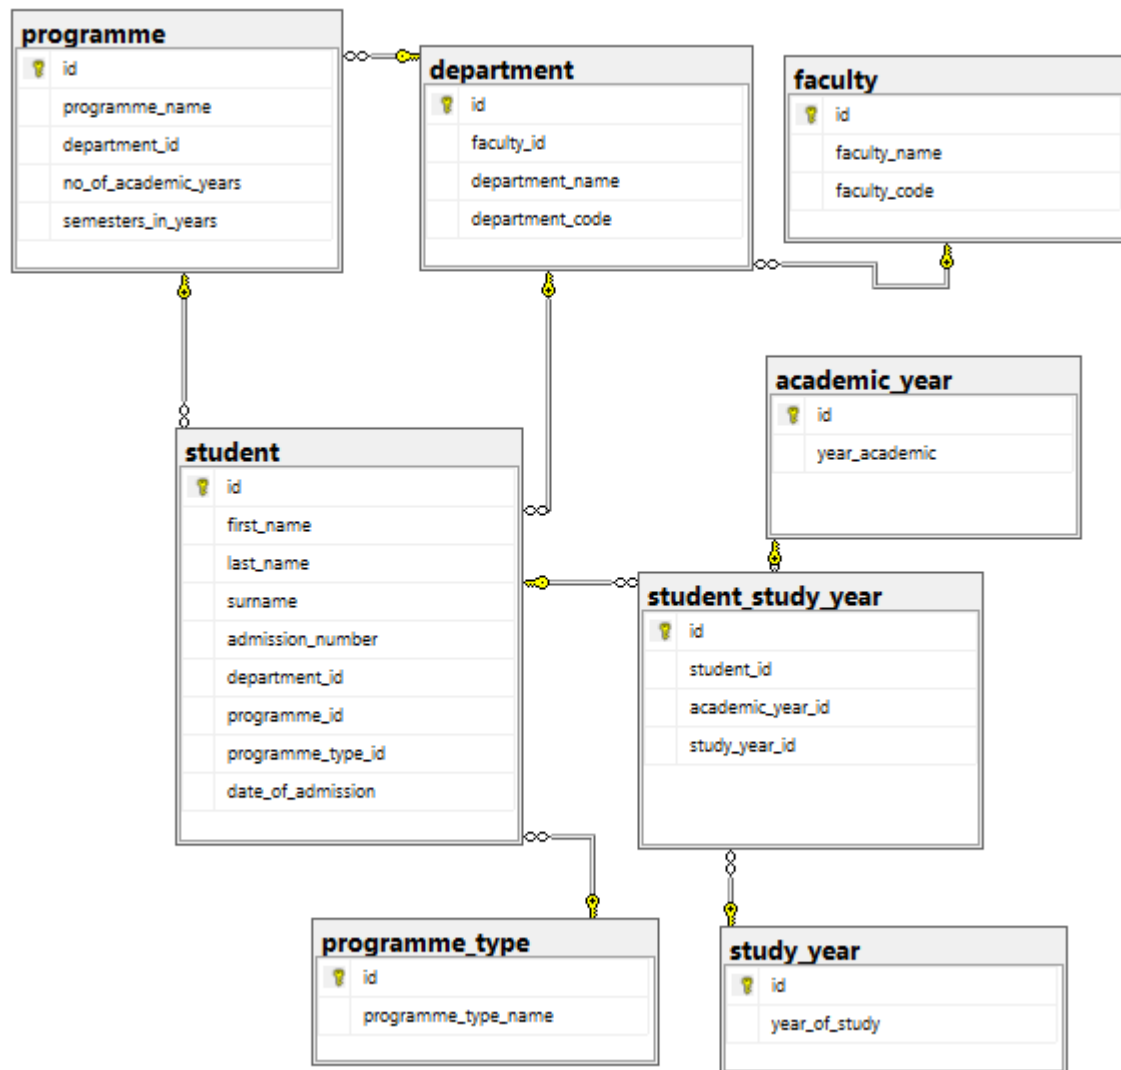 programme
id
programme_name
department_id
no_of_academic_years
semesters_in_years
department
id
faculty_id
department_name
department_code
faculty
id
faculty_name
faculty_code
academic_year
id
year_academic
student
id
first_name
last_name
surname
admission_number
department_id
programme_id
programme_type_id
date_of_admission
student_study_year
id
student_id
academic_year_id
study_year_id
programme_type
id
programme_type_name
study_year
id
year_of_study